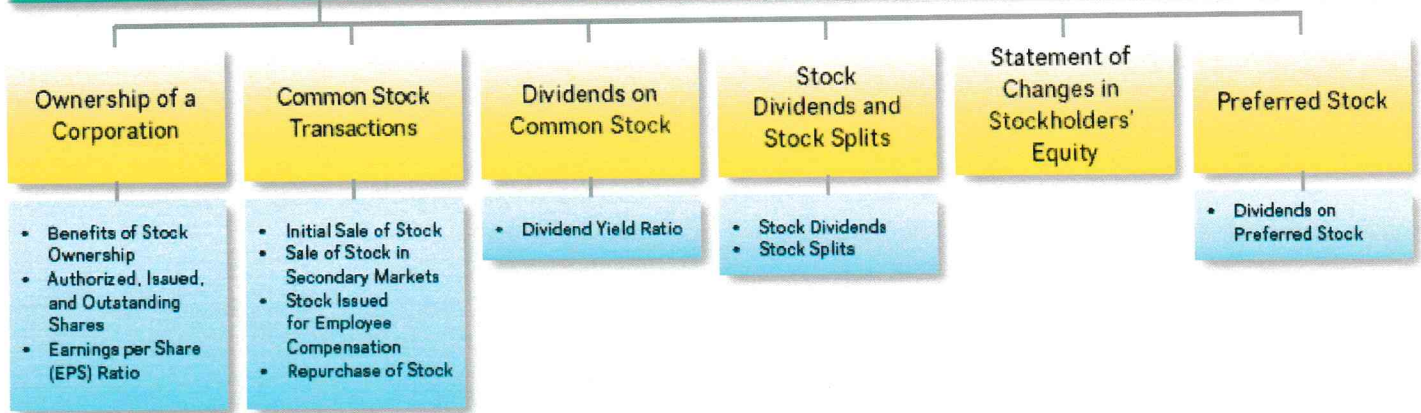 Ownership of a
Corporation
• Benefits of Stock
Ownership
• Authorized, Issued,
and Outstanding
Shares
• Earnings per Share
(EPS) Ratio
Common Stock
Transactions
• Initial Sale of Stock
• Sale of Stock in
Secondary Markets
• Stock Issued
for Employee
Compensation
• Repurchase of Stock
Dividends on
Common Stock
• Dividend Yield Ratio
Stock
Dividends and
Stock Splits
• Stock Dividends
• Stock Splits
Statement of
Changes in
Stockholders'
Equity
Preferred Stock
• Dividends on
Preferred Stock